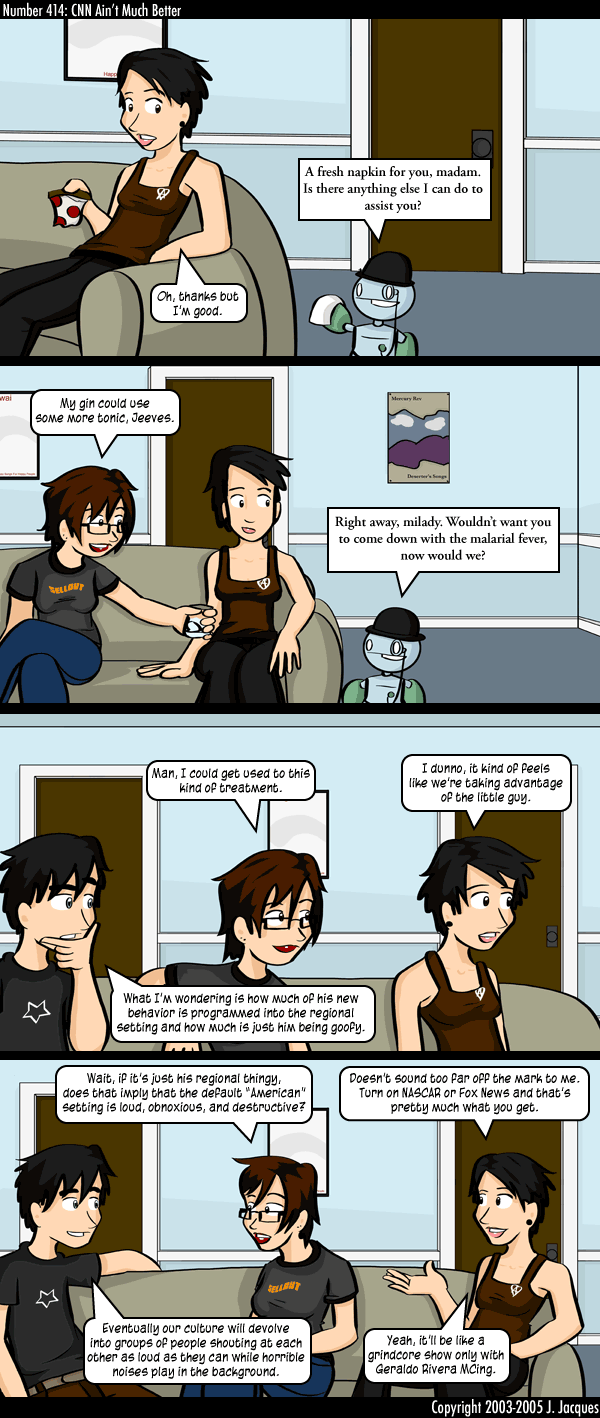 Number 414: CNN Ain't Much Better
Happ
A fresh napkin for you, madam.
Is there anything else I can do to
assist you?
Oh, thanks but
I'm good.
wai
My gin could use
some more tonic, Jeeves.
Mercury Rev
Deserter's Songs
Right away, milady. Wouldn't want you
to come down with the malarial fever,
now would we?
SELLOUT
Man, I could get used to this
kind of treatment.
I dunno, it kind of feels
like we're taking advantage
of the little guy.
What I'm wondering is how much of his new
behavior is programmed into the regional
setting and how much is just him being goofy.
Wait, if it's just his regional thingy,
does that imply that the default "American"
setting is loud, obnoxious, and destructive?
Doesn't sound too far off the mark to me.
Turn on NASCAR or Fox News and that's
pretty much what you get.
SELLOUT
Eventually our culture will devolve
into groups of people shouting at each
other as loud as they can while horrible
noises play in the background.
Yeah, it'll be like a
grindcore show only with
Geraldo Rivera MCing.
Copyright 2003-2005 J. Jacques